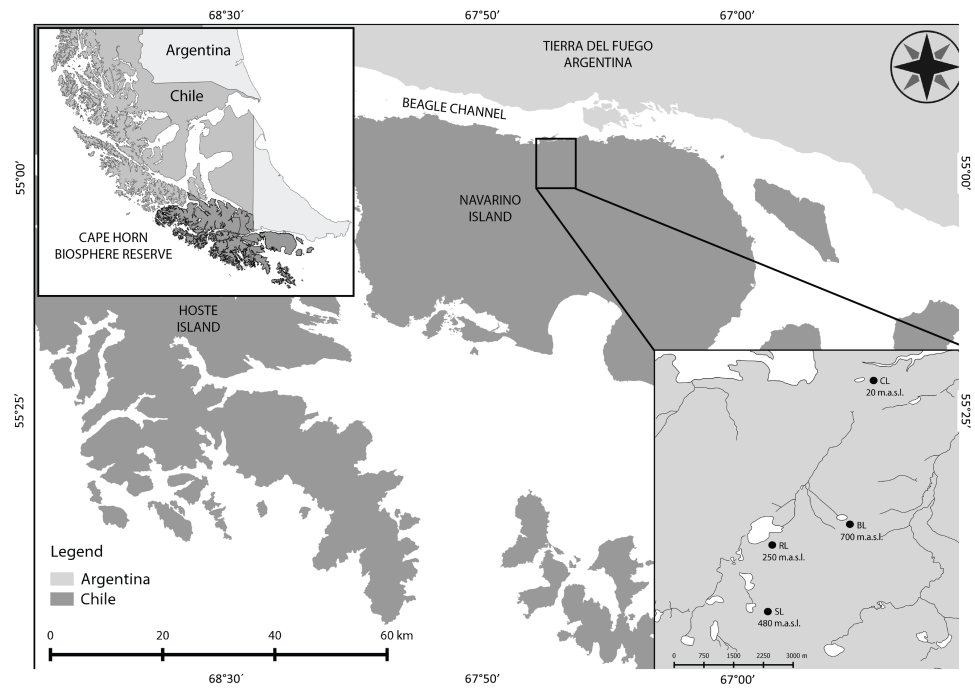 68°30'
67°50'
67°00'
Argentina
Chile
CAPE HORN
BIOSPHERE RESERVE
TIERRA DEL FUEGO
ARGENTINA
BEAGLE CHANNEL
55°00'
55°00'
NAVARINO
ISLAND
HOSTE
ISLAND
55°25'
55°25'
CL
20 m.a.s.l.
BL
700 m.a.s.l.
RL
250 m.a.s.l.
SL
480 m.a.s.l.
0 750 1500 2250 3000 m
Legend
Argentina
Chile
0 20 40 60 km
68°30'
67°50'
67°00'